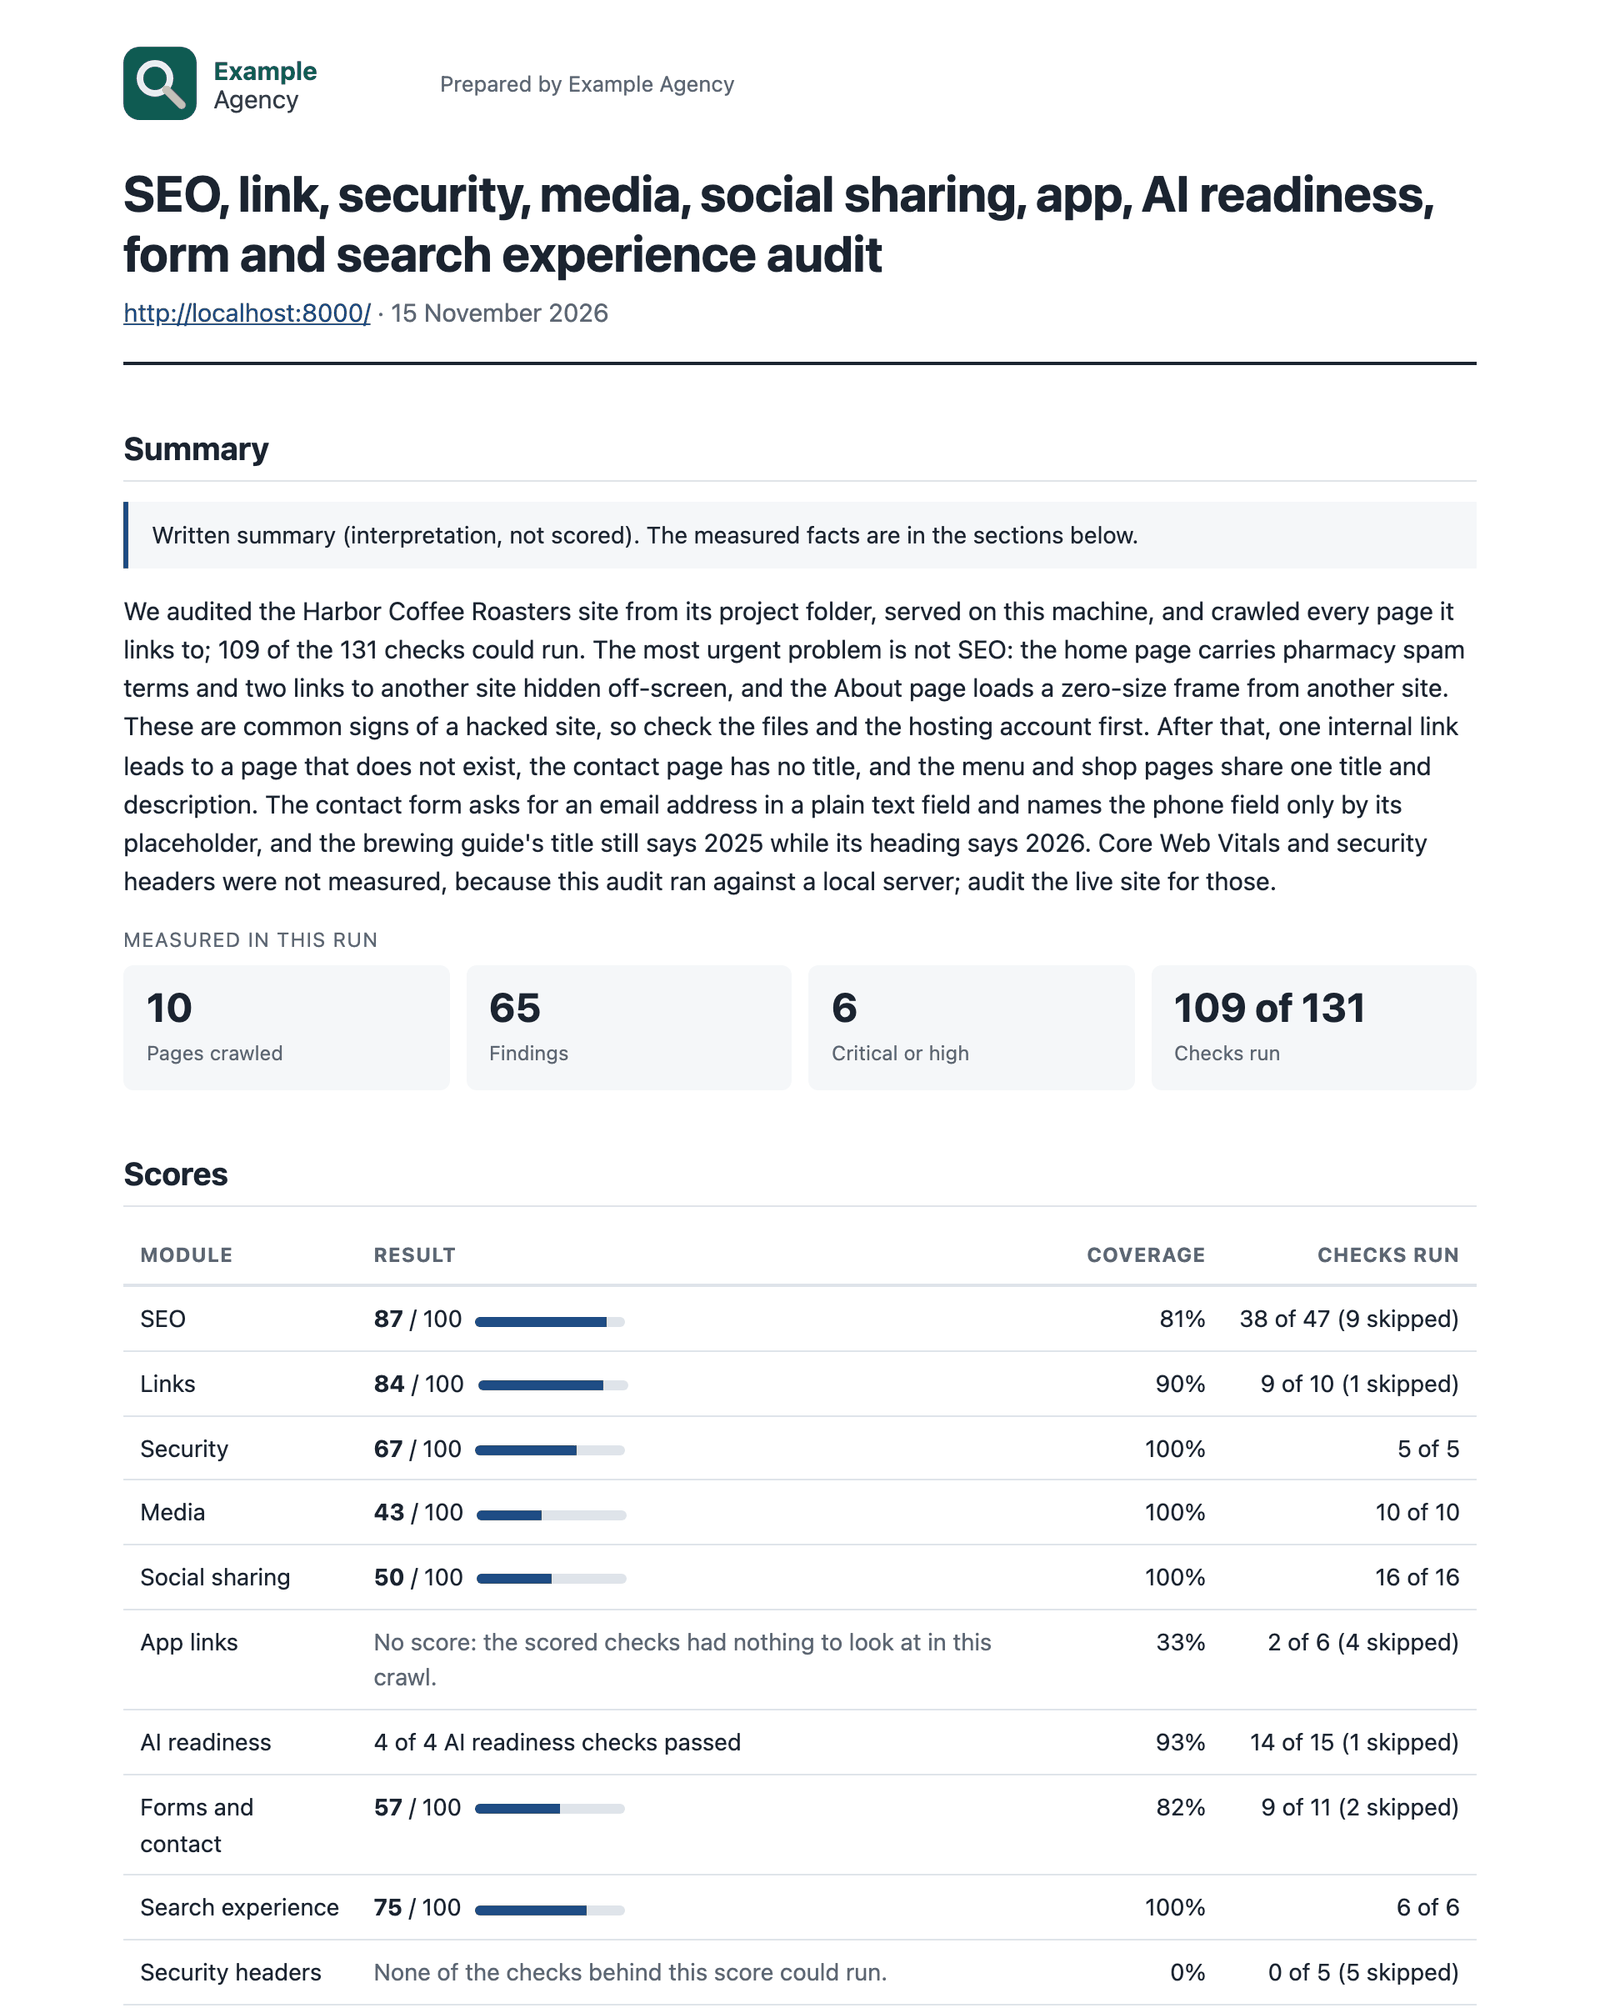 Example
Agency
Prepared by Example Agency
SEO, link, security, media, social sharing, app, AI readiness,
form and search experience audit
http://localhost:8000/ · 15 November 2026
Summary
Written summary (interpretation, not scored). The measured facts are in the sections below.
We audited the Harbor Coffee Roasters site from its project folder, served on this machine, and crawled every page it
links to; 109 of the 131 checks could run. The most urgent problem is not SEO: the home page carries pharmacy spam
terms and two links to another site hidden off-screen, and the About page loads a zero-size frame from another site.
These are common signs of a hacked site, so check the files and the hosting account first. After that, one internal link
leads to a page that does not exist, the contact page has no title, and the menu and shop pages share one title and
description. The contact form asks for an email address in a plain text field and names the phone field only by its
placeholder, and the brewing guide's title still says 2025 while its heading says 2026. Core Web Vitals and security
headers were not measured, because this audit ran against a local server; audit the live site for those.
MEASURED IN THIS RUN
10
Pages crawled
65
Findings
6
Critical or high
109 of 131
Checks run
Scores
MODULE RESULT COVERAGE CHECKS RUN
SEO 87 / 100 81% 38 of 47 (9 skipped)
Links 84 / 100 90% 9 of 10 (1 skipped)
Security 67 / 100 100% 5 of 5
Media 43 / 100 100% 10 of 10
Social sharing 50 / 100 100% 16 of 16
App links No score: the scored checks had nothing to look at in this 33% 2 of 6 (4 skipped)
crawl.
AI readiness 4 of 4 AI readiness checks passed 93% 14 of 15 (1 skipped)
Forms and 57 / 100 82% 9 of 11 (2 skipped)
contact
Search experience 75 / 100 100% 6 of 6
Security headers None of the checks behind this score could run. 0% 0 of 5 (5 skipped)